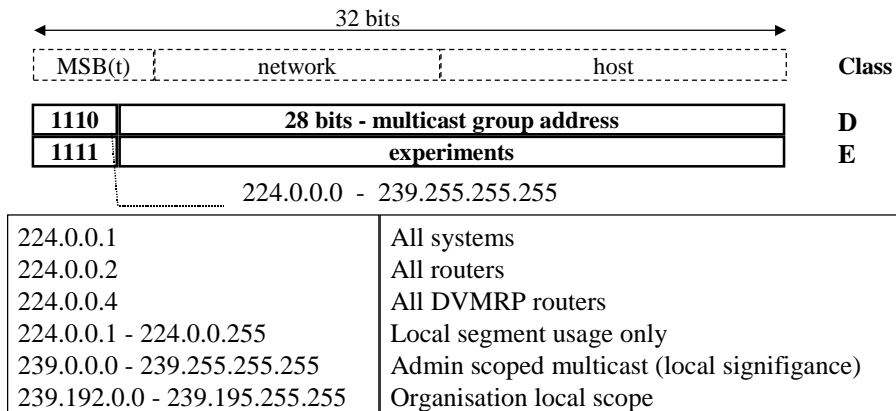 32 bits
MSB(t) network host Class
1110 28 bits - multicast group address D
1111 experiments E
224.0.0.0 - 239.255.255.255
224.0.0.1 All systems
224.0.0.2 All routers
224.0.0.4 All DVMRP routers
224.0.0.1 - 224.0.0.255 Local segment usage only
239.0.0.0 - 239.255.255.255 Admin scoped multicast (local signifigance)
239.192.0.0 - 239.195.255.255 Organisation local scope